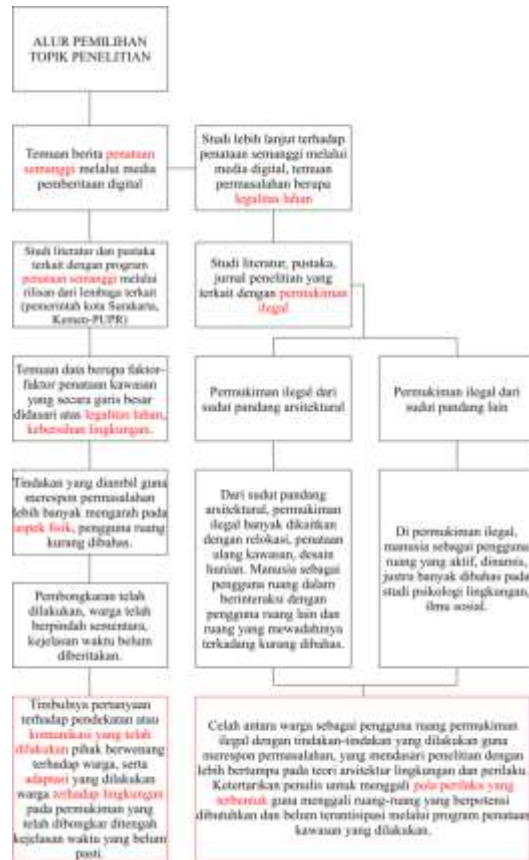 ALUR PEMILIHAN
TOPIK PENELITIAN
Temuan berita penataan
semanggi melalui media
pemberitaan digital
Studi lebih lanjut terhadap
penataan semanggi melalui
media digital, temuan
permasalahan berupa
legalitas lahan
Studi literatur dan pustaka
terkait dengan program
penataan semanggi melalui
rilisan dari lembaga terkait
(pemerintah kota Surakarta,
Kemen-PUPR)
Studi literatur, pustaka,
jurnal penelitian yang
terkait dengan permukiman
ilegal
Temuan data berupa faktor-
faktor penataan kawasan
yang secara garis besar
didasari atas legalitas lahan,
kebersihan lingkungan.
Permukiman ilegal dari
sudut pandang arsitektural
Permukiman ilegal dari
sudut pandang lain
Tindakan yang diambil guna
merespon permasalahan
lebih banyak mengarah pada
aspek fisik, pengguna ruang
kurang dibahas.
Dari sudut pandang
arsitektural, permukiman
ilegal banyak dikaitkan
dengan relokasi, penataan
ulang kawasan, desain
hunian. Manusia sebagai
pengguna ruang dalam
berinteraksi dengan
pengguna ruang lain dan
ruang yang mewadahinya
terkadang kurang dibahas.
Di permukiman ilegal,
manusia sebagai pengguna
ruang yang aktif, dinamis,
justru banyak dibahas pada
studi psikologi lingkungan,
ilmu sosial.
Pembongkaran telah
dilakukan, warga telah
berpindah sementara,
kejelasan waktu belum
diberitakan.
Timbulnya pertanyaan
terhadap pendekatan atau
komunikasi yang telah
dilakukan pihak berwenang
terhadap warga, serta
adaptasi yang dilakukan
warga terhadap lingkungan
pada permukiman yang
telah dibongkar ditengah
kejelasan waktu yang belum
pasti.
Celah antara warga sebagai pengguna ruang permukiman
ilegal dengan tindakan-tindakan yang dilakukan guna
merespon permasalahan, yang mendasari penelitian dengan
lebih bertumpu pada teori arsitektur lingkungan dan perilaku.
Ketertarikan penulis untuk menggali pola perilaku yang
terbentuk guna menggali ruang-ruang yang berpotensi
dibutuhkan dan belum terantisipasi melalui program penataan
kawasan yang dilakukan.